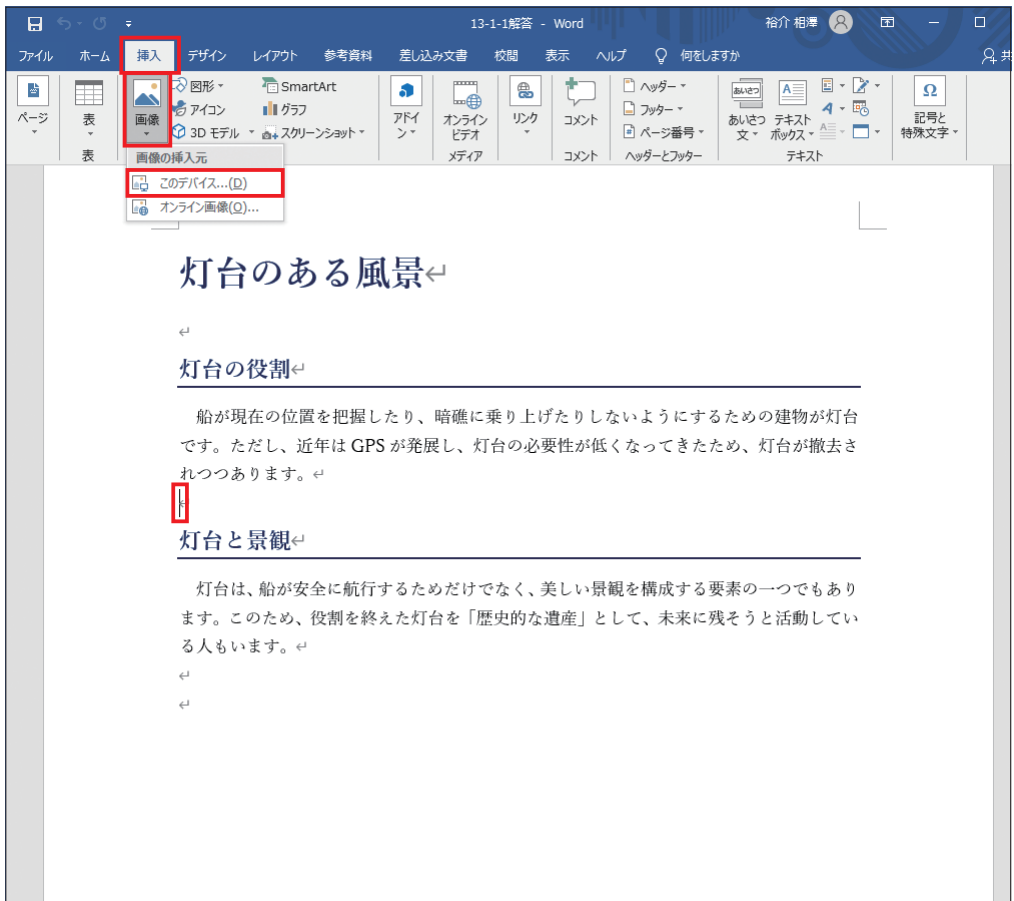 13-1-1解答 - Word
裕介 相澤
ファイル ホーム 挿入 デザイン レイアウト 参考資料 差し込み文書 校閲 表示 ヘルプ 何をしますか 共
ページ
表
表
画像
図形
アイコン
3D モデル
SmartArt
グラフ
スクリーンショット
アドイ
ン
オンライン
ビデオ
メディア
リンク
コメント
コメント
ヘッダー
フッター
ページ番号
ヘッダーとフッター
あいさつ
あいさつ
文
A
テキスト
ボックス
A
A
テキスト
Ω
記号と
特殊文字
画像の挿入元
このデバイス...(D)
オンライン画像(O)...
灯台のある風景↵
↵
灯台の役割↵
船が現在の位置を把握したり、暗礁に乗り上げたりしないようにするための建物が灯台
です。ただし、近年は GPS が発展し、灯台の必要性が低くなってきたため、灯台が撤去さ
れつつあります。↵
↵
灯台と景観↵
灯台は、船が安全に航行するためだけでなく、美しい景観を構成する要素の一つでもあり
ます。このため、役割を終えた灯台を「歴史的な遺産」として、未来に残そうと活動してい
る人もいます。↵
↵
↵